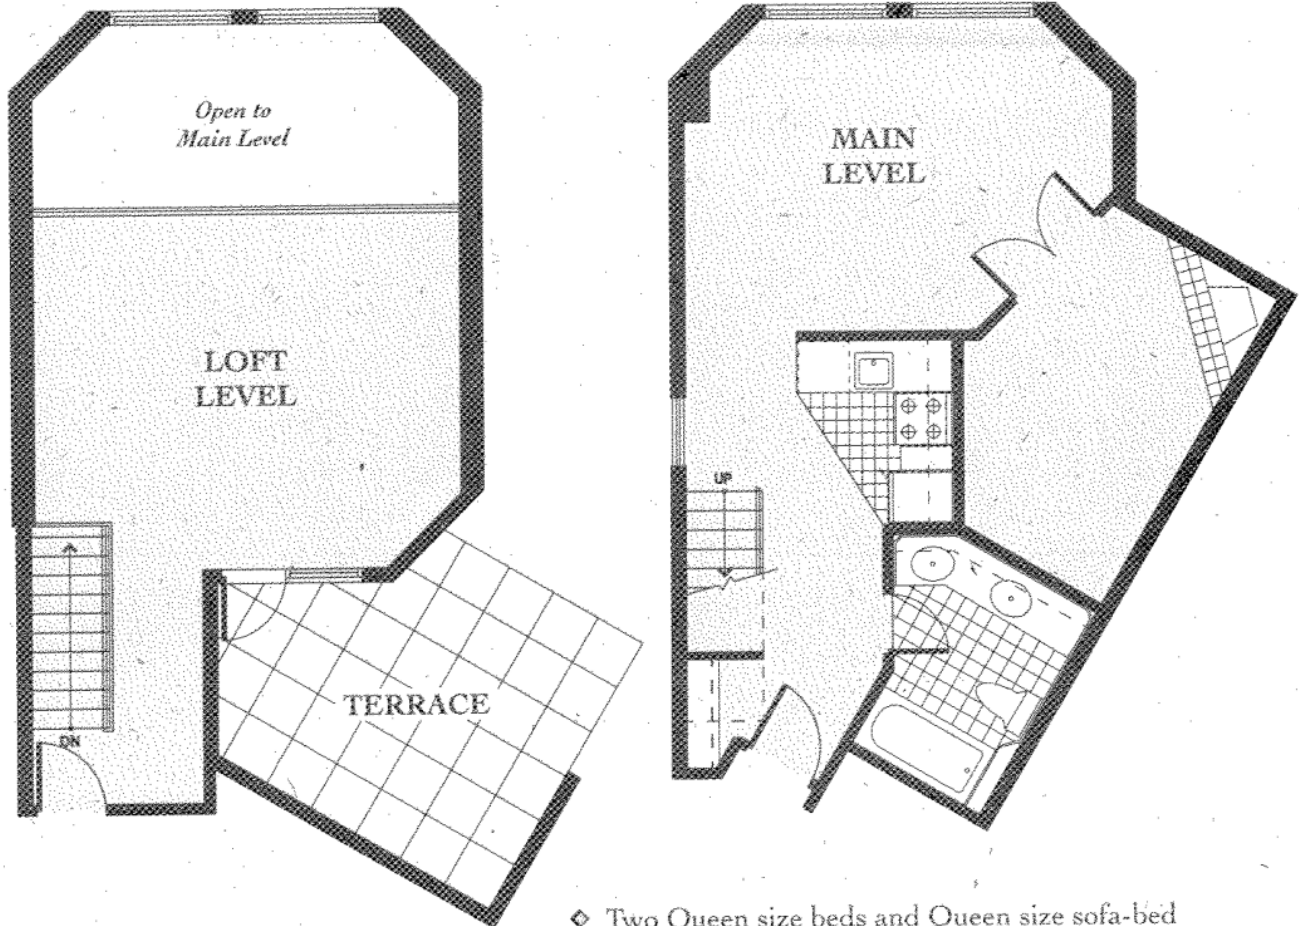 Open to
Main Level
LOFT
LEVEL
DN
TERRACE
MAIN
LEVEL
UP
◈ Two Queen size beds and Queen size sofa-bed